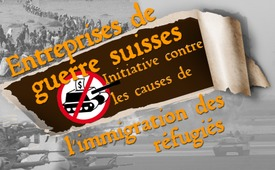 Entreprises de
guerre suisses
Initiative contre
les causes de
l'immigration des
réfugiés